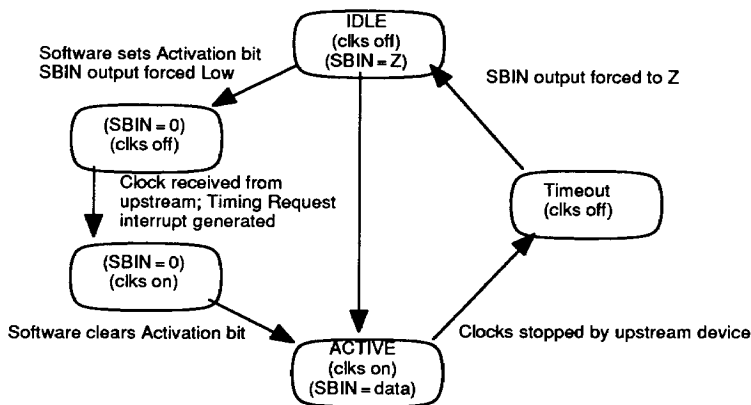 IDLE
(clks off)
(SBIN = Z)
Software sets Activation bit
SBIN output forced Low
SBIN output forced to Z
(SBIN = 0)
(clks off)
Clock received from
upstream; Timing Request
interrupt generated
Timeout
(clks off)
(SBIN = 0)
(clks on)
Software clears Activation bit
Clocks stopped by upstream device
ACTIVE
(clks on)
(SBIN = data)